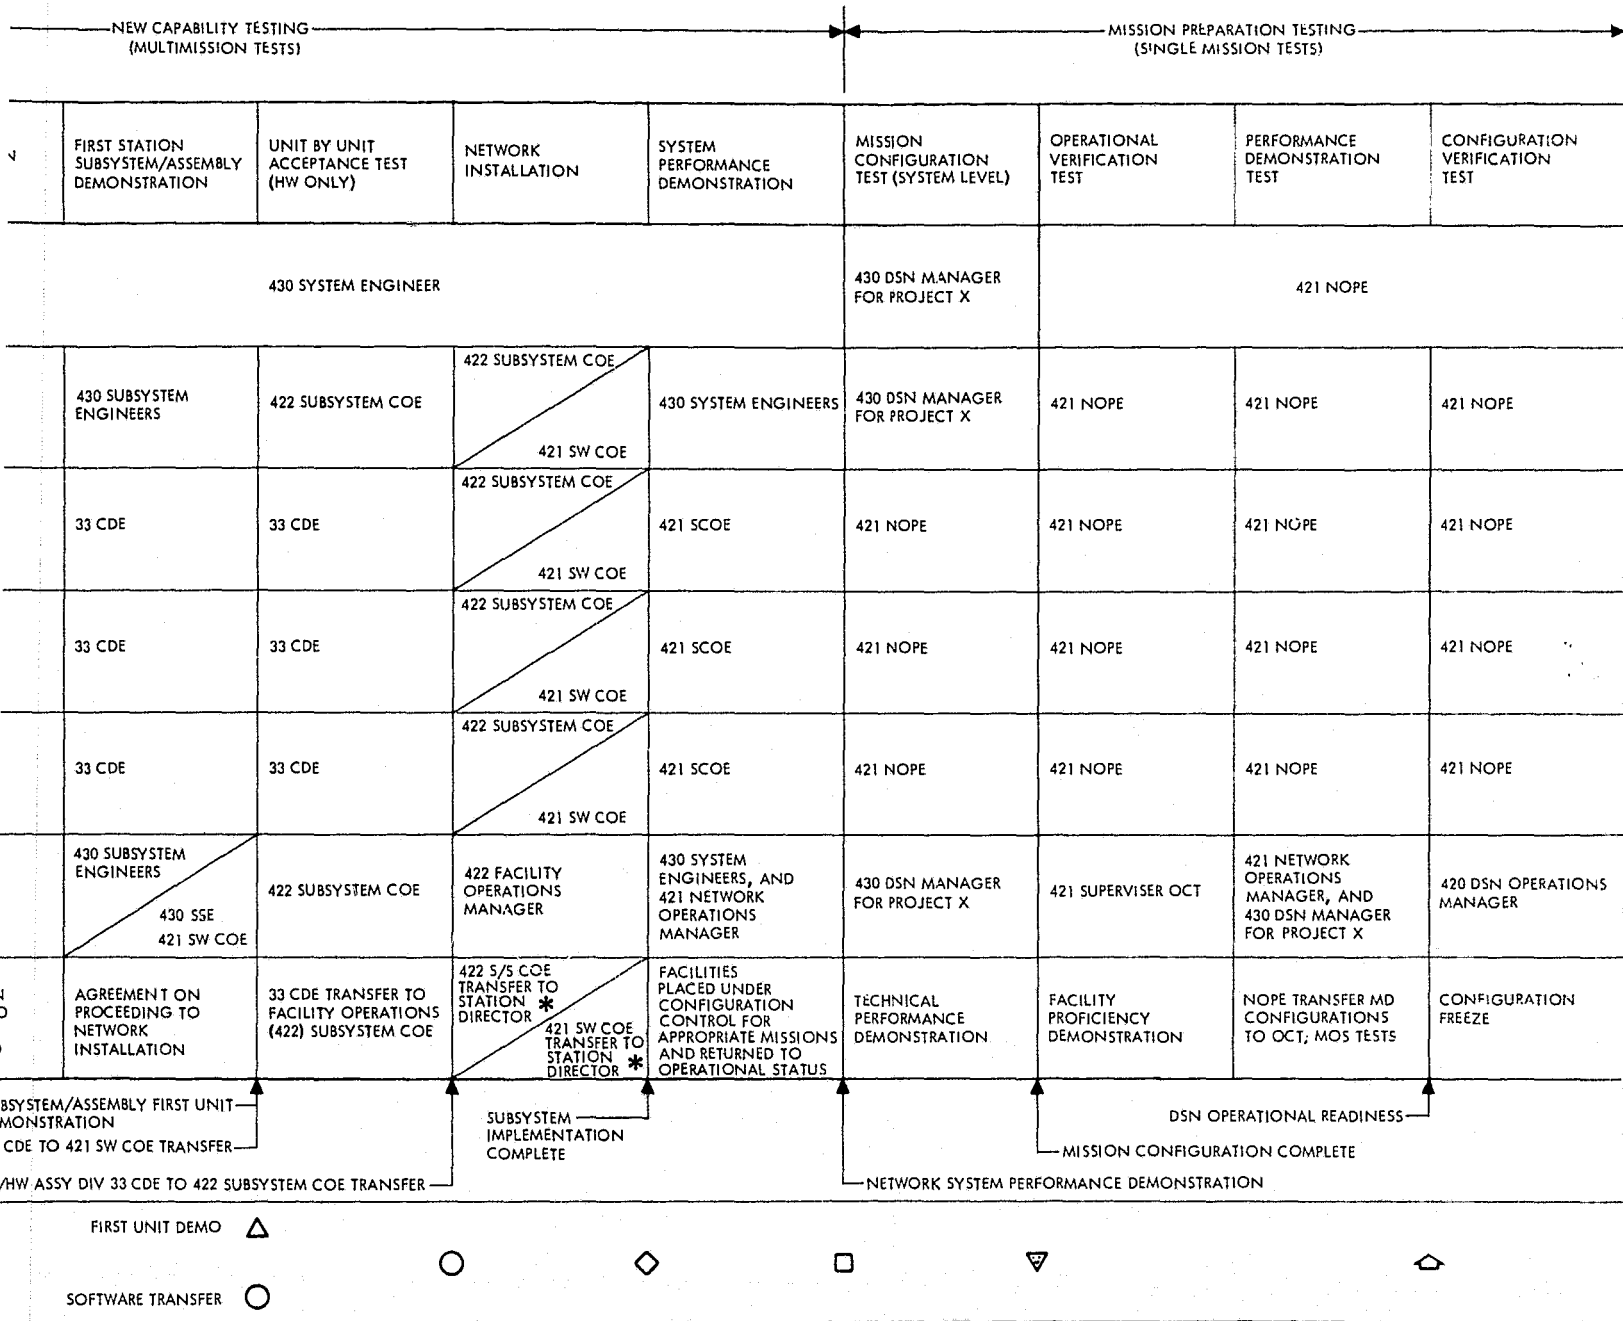 NEW CAPABILITY TESTING
(MULTIMISSION TESTS)
MISSION PREPARATION TESTING
(SINGLE MISSION TESTS)
FIRST STATION
SUBSYSTEM/ASSEMBLY
DEMONSTRATION
UNIT BY UNIT
ACCEPTANCE TEST
(HW ONLY)
NETWORK
INSTALLATION
SYSTEM
PERFORMANCE
DEMONSTRATION
MISSION
CONFIGURATION
TEST (SYSTEM LEVEL)
OPERATIONAL
VERIFICATION
TEST
PERFORMANCE
DEMONSTRATION
TEST
CONFIGURATION
VERIFICATION
TEST
430 SYSTEM ENGINEER
430 DSN MANAGER
FOR PROJECT X
421 NOPE
430 SUBSYSTEM
ENGINEERS
422 SUBSYSTEM COE
422 SUBSYSTEM COE
421 SW COE
430 SYSTEM ENGINEERS
430 DSN MANAGER
FOR PROJECT X
421 NOPE
421 NOPE
421 NOPE
33 CDE
33 CDE
422 SUBSYSTEM COE
421 SW COE
421 SCOE
421 NOPE
421 NOPE
421 NOPE
421 NOPE
33 CDE
33 CDE
422 SUBSYSTEM COE
421 SW COE
421 SCOE
421 NOPE
421 NOPE
421 NOPE
421 NOPE
33 CDE
33 CDE
422 SUBSYSTEM COE
421 SW COE
421 SCOE
421 NOPE
421 NOPE
421 NOPE
421 NOPE
430 SUBSYSTEM
ENGINEERS
430 SSE
421 SW COE
422 SUBSYSTEM COE
422 FACILITY
OPERATIONS
MANAGER
430 SYSTEM
ENGINEERS, AND
421 NETWORK
OPERATIONS
MANAGER
430 DSN MANAGER
FOR PROJECT X
421 SUPERVISER OCT
421 NETWORK
OPERATIONS
MANAGER, AND
430 DSN MANAGER
FOR PROJECT X
420 DSN OPERATIONS
MANAGER
AGREEMENT ON
PROCEEDING TO
NETWORK
INSTALLATION
33 CDE TRANSFER TO
FACILITY OPERATIONS
(422) SUBSYSTEM COE
422 S/S COE
TRANSFER TO
STATION
DIRECTOR *
421 SW COE
TRANSFER TO
STATION
DIRECTOR *
FACILITIES
PLACED UNDER
CONFIGURATION
CONTROL FOR
APPROPRIATE MISSIONS
AND RETURNED TO
OPERATIONAL STATUS
TECHNICAL
PERFORMANCE
DEMONSTRATION
FACILITY
PROFICIENCY
DEMONSTRATION
NOPE TRANSFER MD
CONFIGURATIONS
TO OCT; MOS TESTS
CONFIGURATION
FREEZE
BSYSTEM/ASSEMBLY FIRST UNIT
MONSTRATION
CDE TO 421 SW COE TRANSFER
/HW ASSY DIV 33 CDE TO 422 SUBSYSTEM COE TRANSFER
SUBSYSTEM
IMPLEMENTATION
COMPLETE
DSN OPERATIONAL READINESS
MISSION CONFIGURATION COMPLETE
NETWORK SYSTEM PERFORMANCE DEMONSTRATION
FIRST UNIT DEMO
SOFTWARE TRANSFER